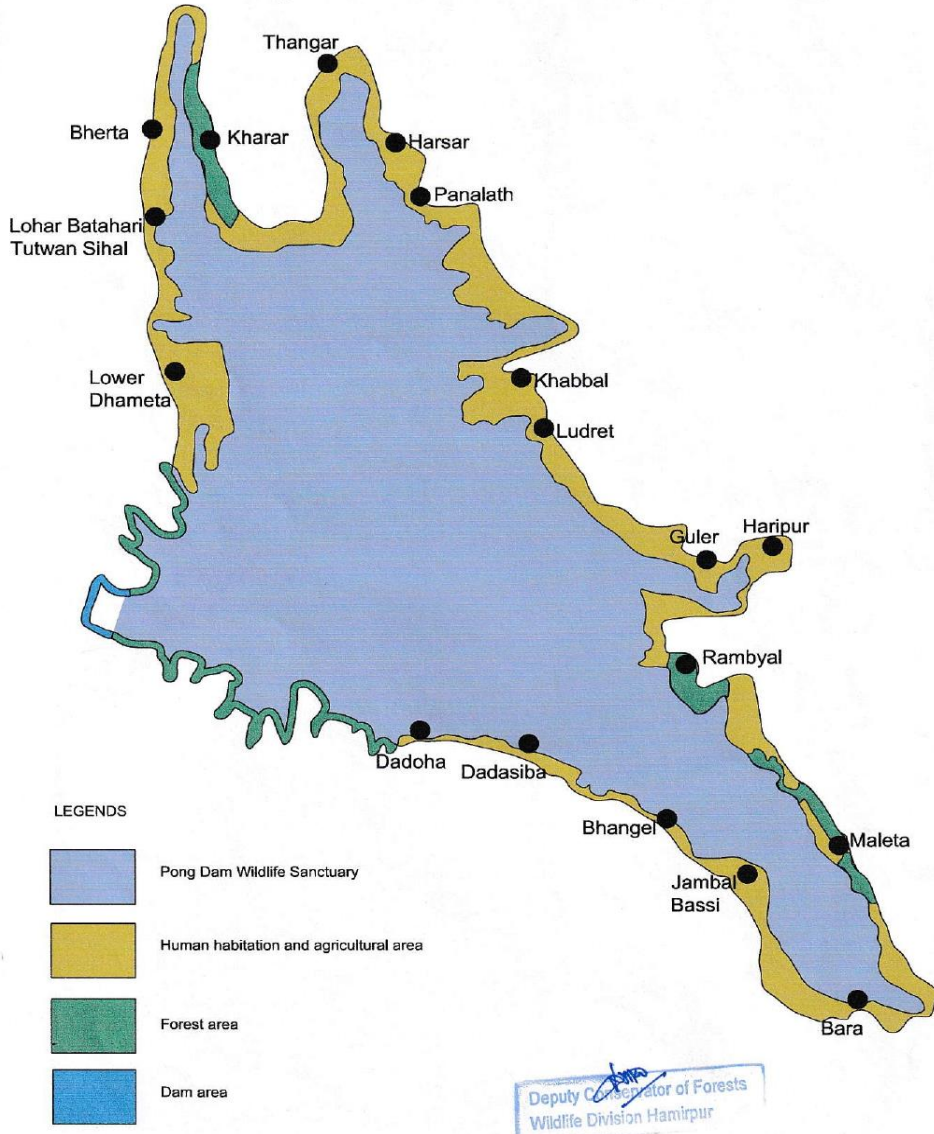 Thangar
Bherta
Kharar
Harsar
Panalath
Lohar Batahari
Tutwan Sihal
Lower
Dhameta
Khabbal
Ludret
Guler
Haripur
Rambyal
Dadoha
Dadasiba
Bhangel
Maleta
Jambal
Bassi
Bara
LEGENDS
Pong Dam Wildlife Sanctuary
Human habitation and agricultural area
Forest area
Dam area
Deputy Conservator of Forests
Wildlife Division Hamirpur